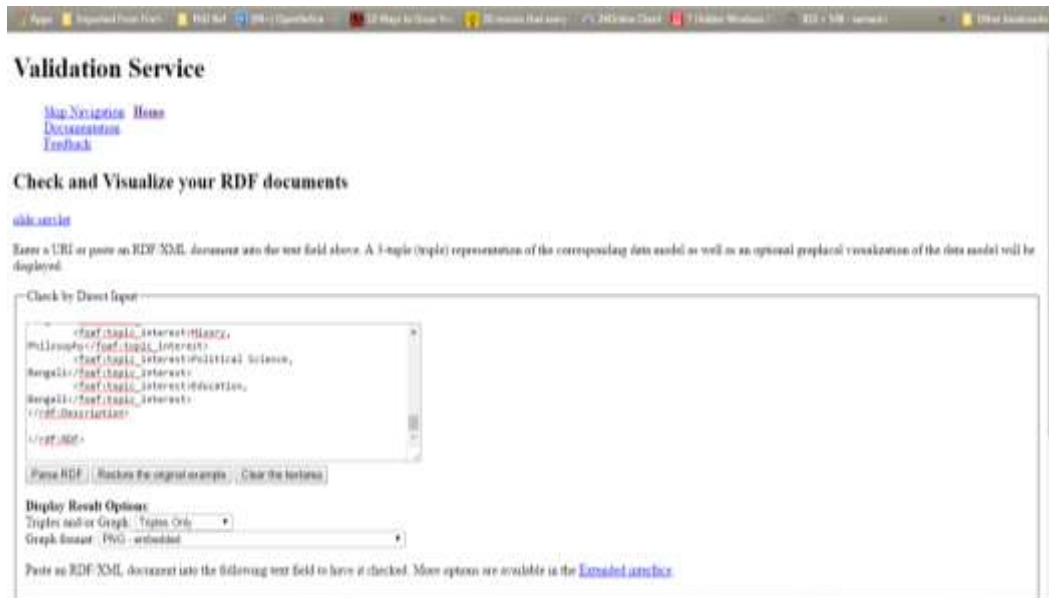 Apps
Validation Service
Skip Navigation Home
Documentation
Feedback
Check and Visualize your RDF documents
Enter a URI or paste an RDF/XML document into the text field above. A 3-tuple (triple) representation of the corresponding data model as well as an optional graphical visualization of the data model will be
displayed.
Check by Direct Input
<foaf:topic_interest>
Philosophy</foaf:topic_interest>
<foaf:topic_interest>Political Science,
Bengali</foaf:topic_interest>
<foaf:topic_interest>Education,
Bengali</foaf:topic_interest>
</rdf:Description>
</rdf:RDF>
Parse RDF Restore the original example Clear the textarea
Display Result Options:
Triples and/or Graph: Triples Only
Graph format: PNG - embedded
Paste an RDF/XML document into the following text field to have it checked. More options are available in the Extended interface.